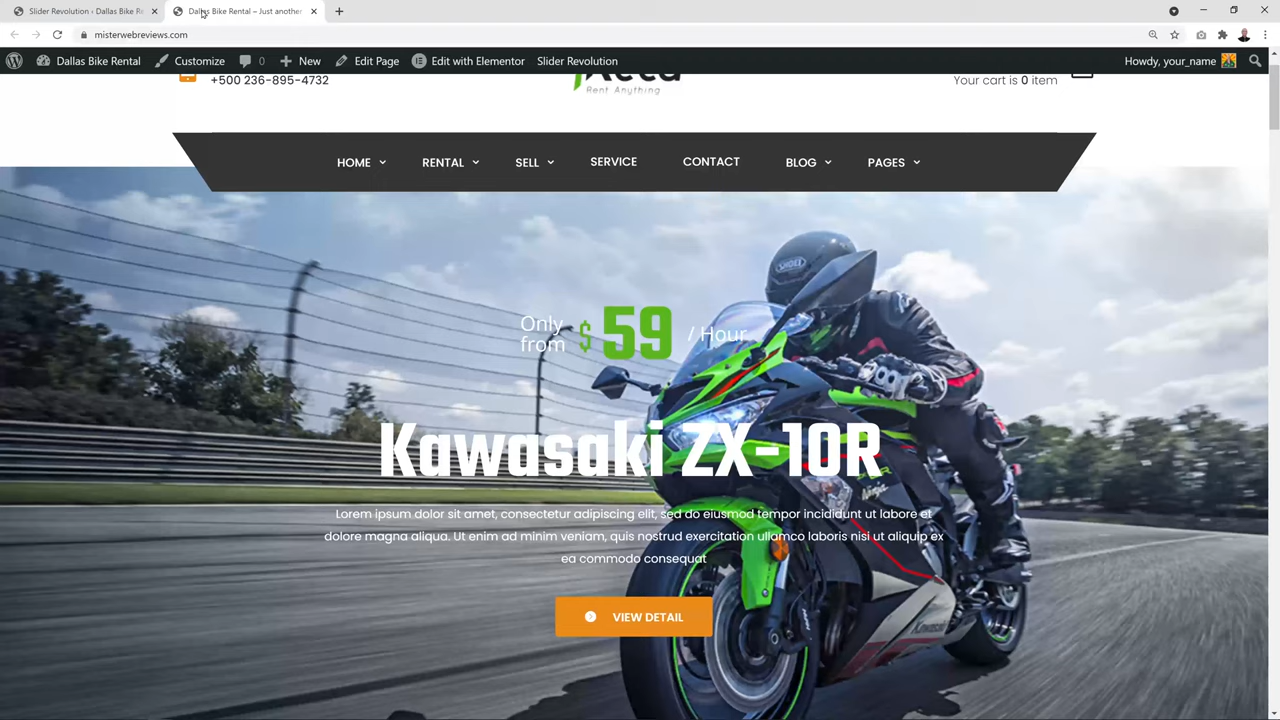 Slider Revolution ‹ Dallas Bike Re
Dallas Bike Rental – Just another
misterwebreviews.com
Dallas Bike Rental
Customize
0
New
Edit Page
Edit with Elementor
Slider Revolution
Howdy, your_name
+500 236-895-4732
Rent Anything
Your cart is 0 item
HOME
RENTAL
SELL
SERVICE
CONTACT
BLOG
PAGES
SHOEI
Only
from
$ 59
/ Hour
Kawasaki ZX-10R
Ninja
Lorem ipsum dolor sit amet, consectetur adipiscing elit, sed do eiusmod tempor incididunt ut labore et
dolore magna aliqua. Ut enim ad minim veniam, quis nostrud exercitation ullamco laboris nisi ut aliquip ex
ea commodo consequat
VIEW DETAIL
Kawasaki